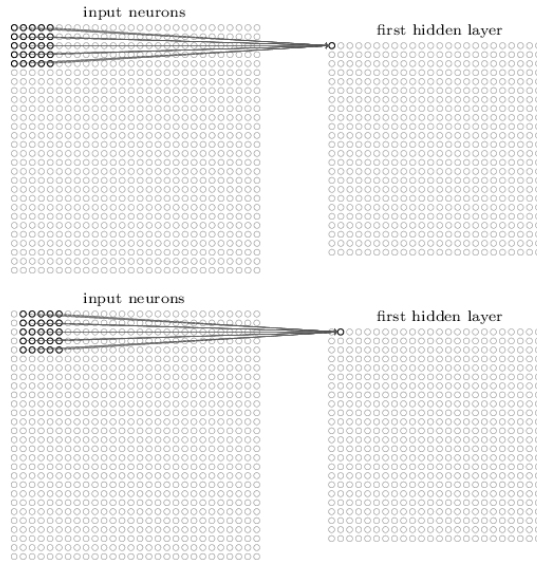 input neurons
first hidden layer
input neurons
first hidden layer